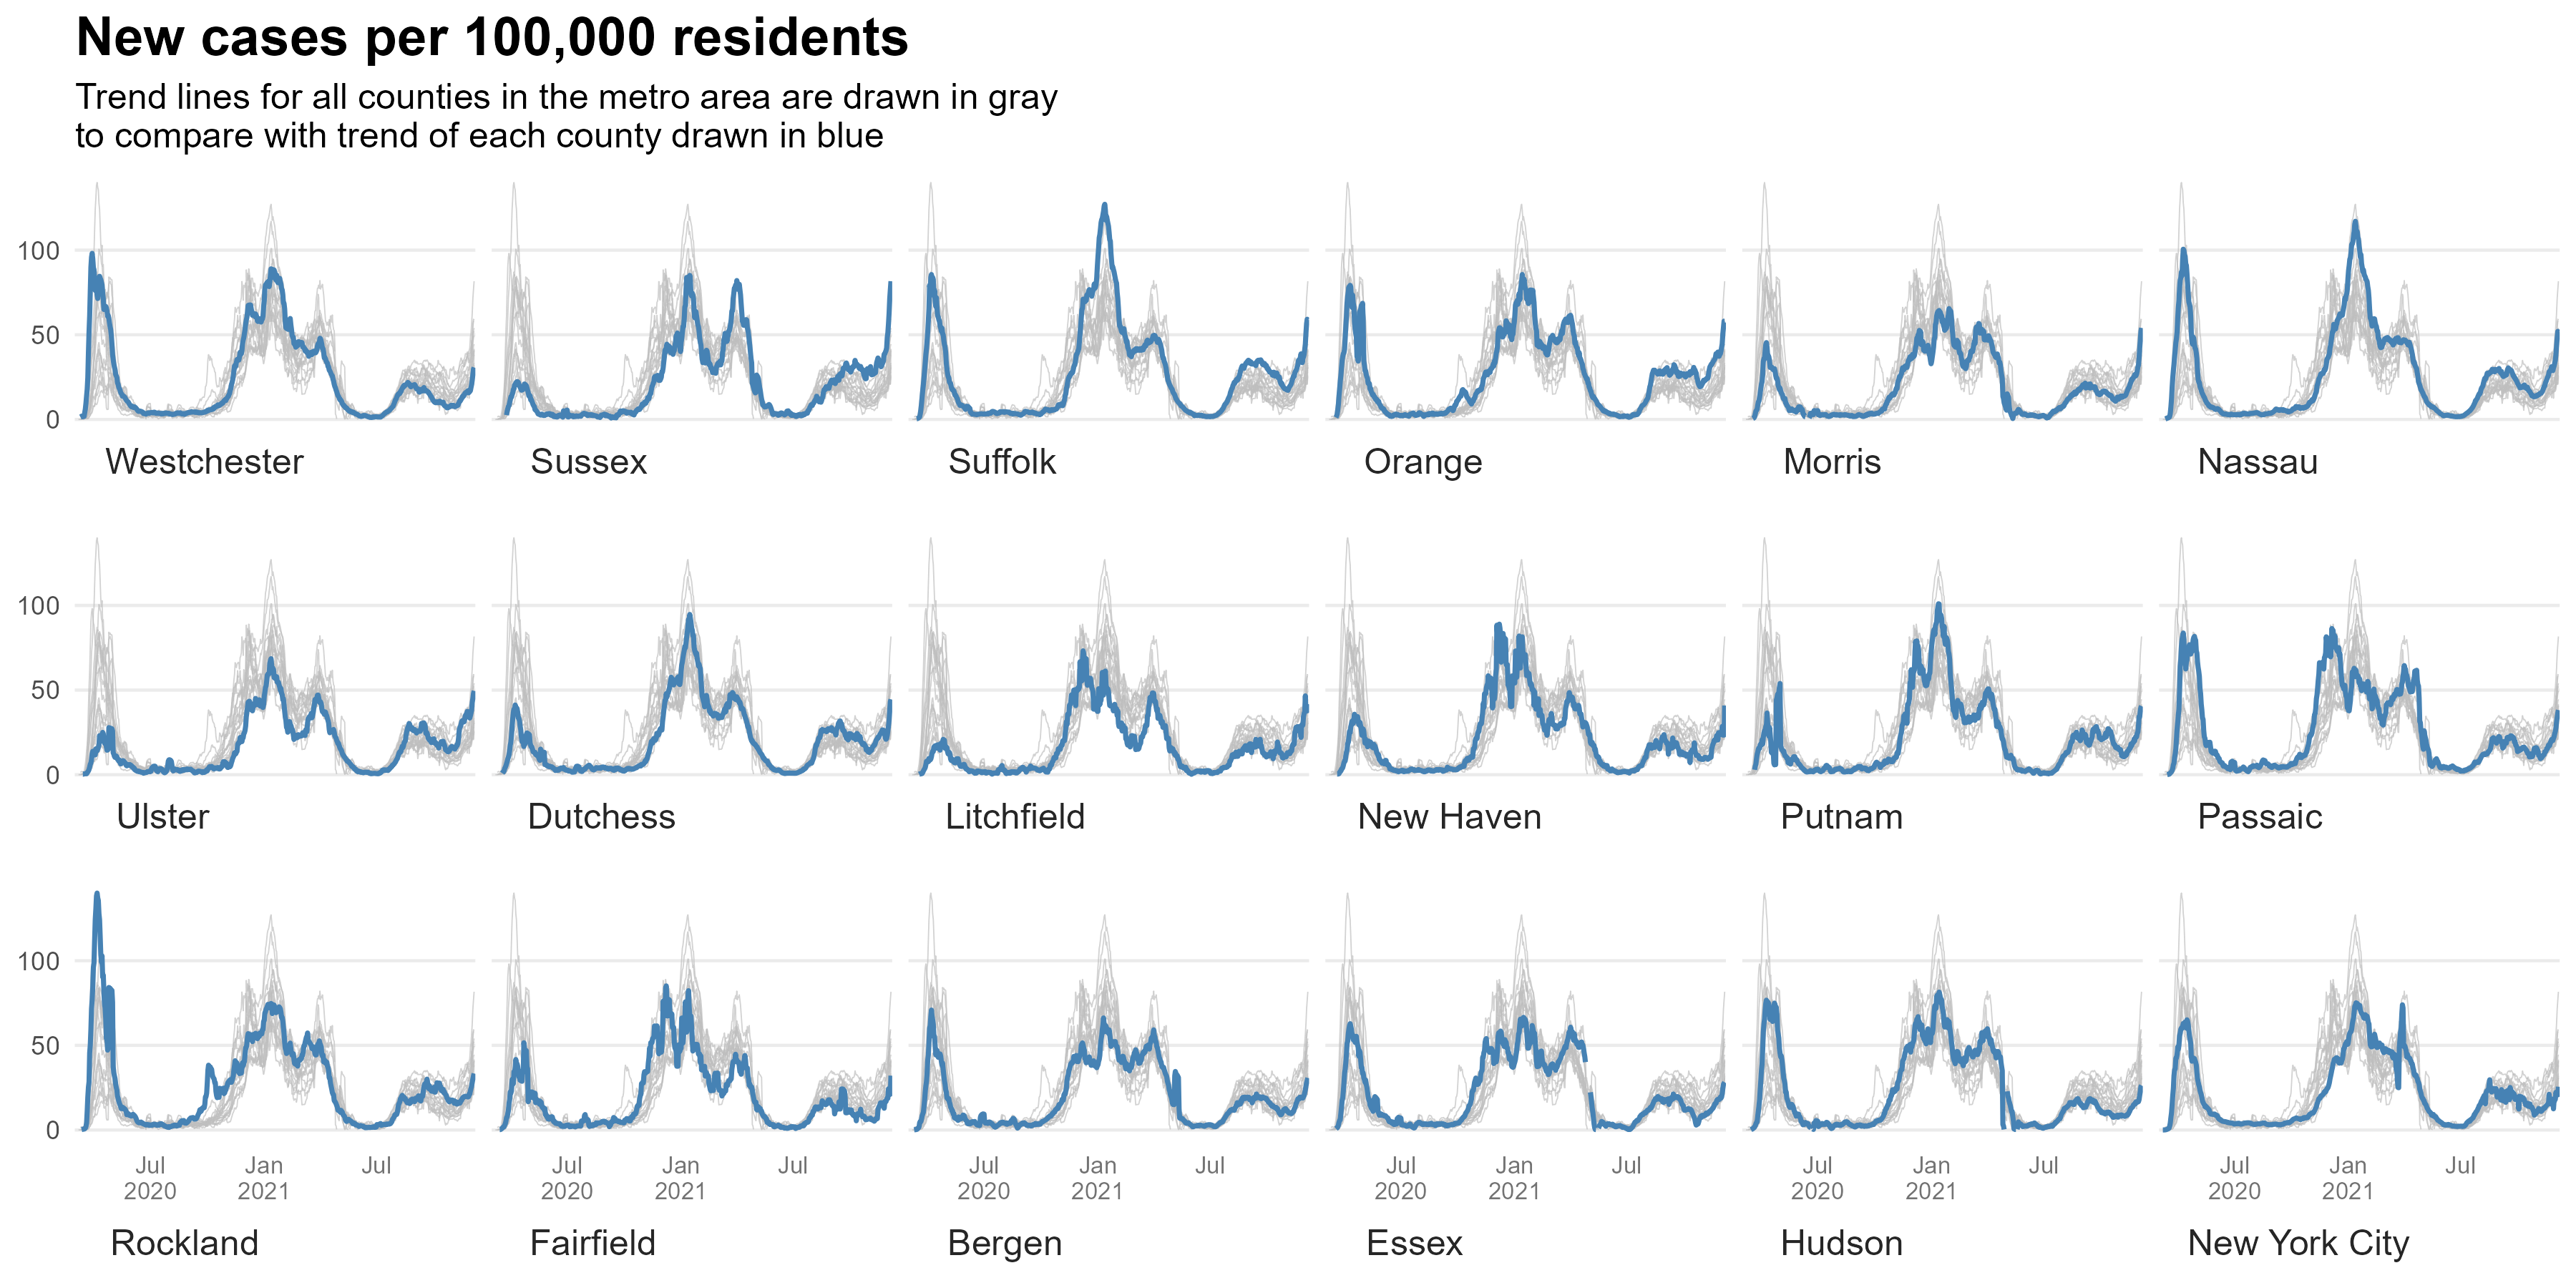 New cases per 100,000 residents
Trend lines for all counties in the metro area are drawn in gray
to compare with trend of each county drawn in blue
100
50
0
Westchester Sussex Suffolk Orange Morris Nassau
100
50
0
Ulster Dutchess Litchfield New Haven Putnam Passaic
100
50
0
Jul Jan Jul Jul Jan Jul Jul Jan Jul Jul Jan Jul Jul Jan Jul Jul Jan Jul
2020 2021 2020 2021 2020 2021 2020 2021 2020 2021 2020 2021
Rockland Fairfield Bergen Essex Hudson New York City